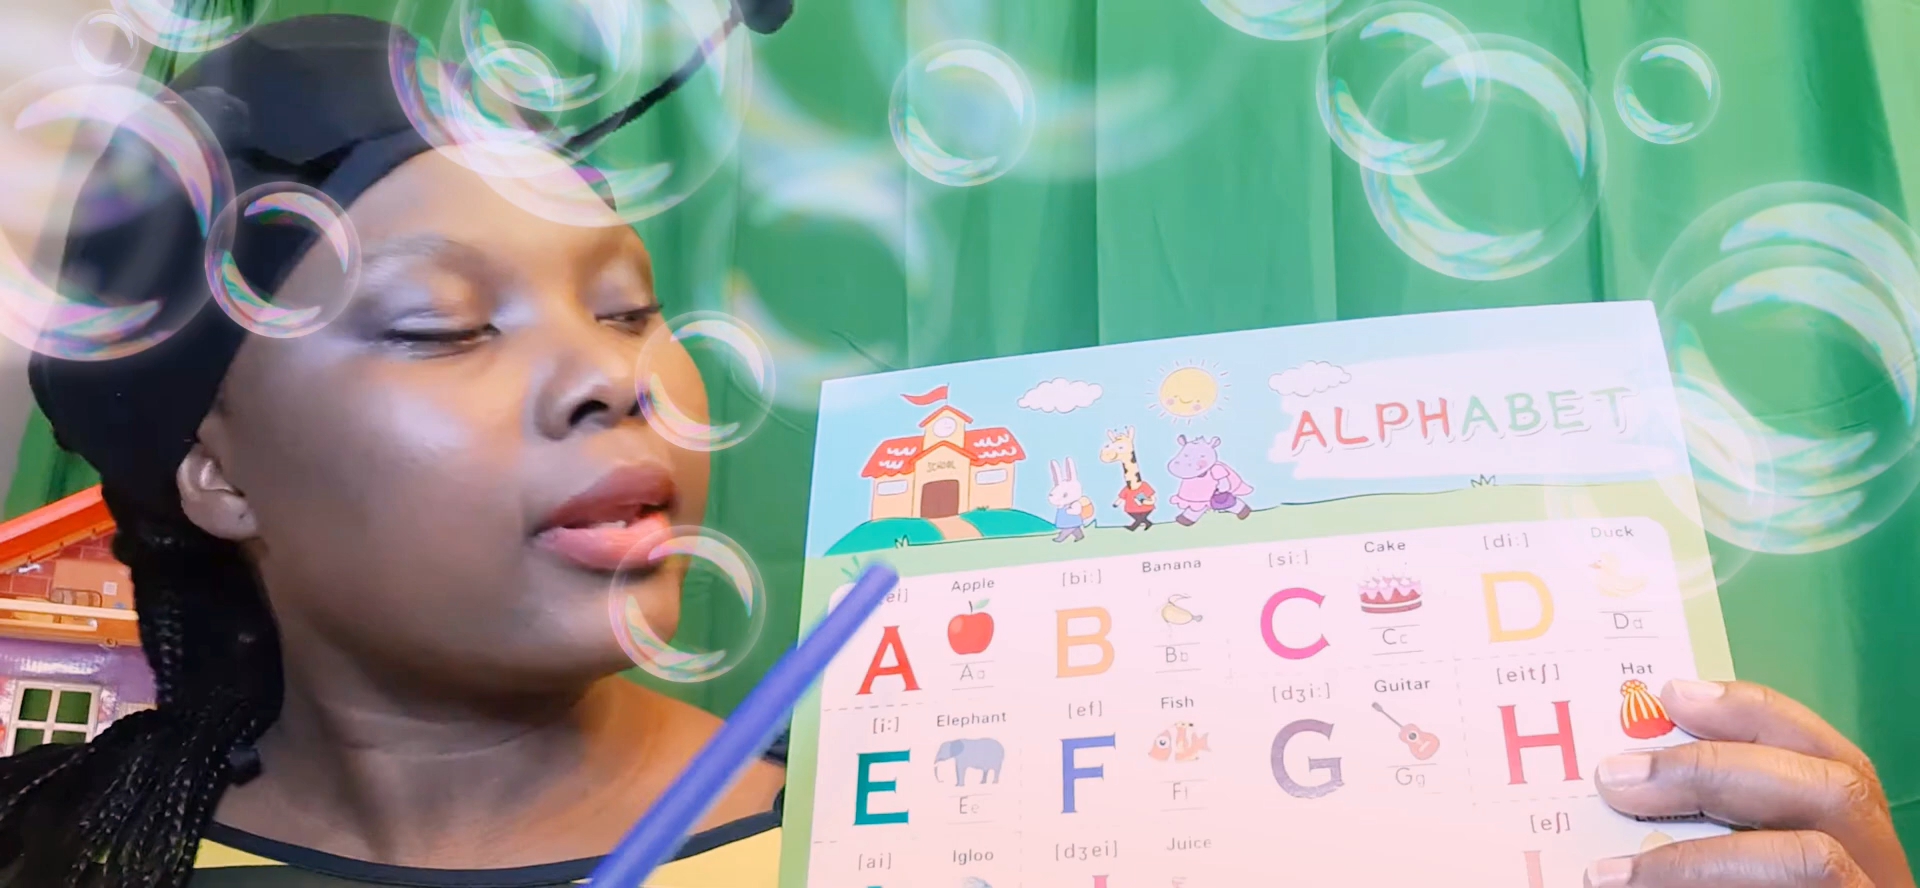 SCHOOL
ALPHABET
[ei] Apple [bi:] Banana [si:] Cake [di:] Duck
A Aa B Bb C Cc D Dd
[i:] Elephant [ef] Fish [dʒi:] Guitar [eitʃ] Hat
E Ee F Ff G Gg H
[ai] Igloo [dʒei] Juice [eʃ]